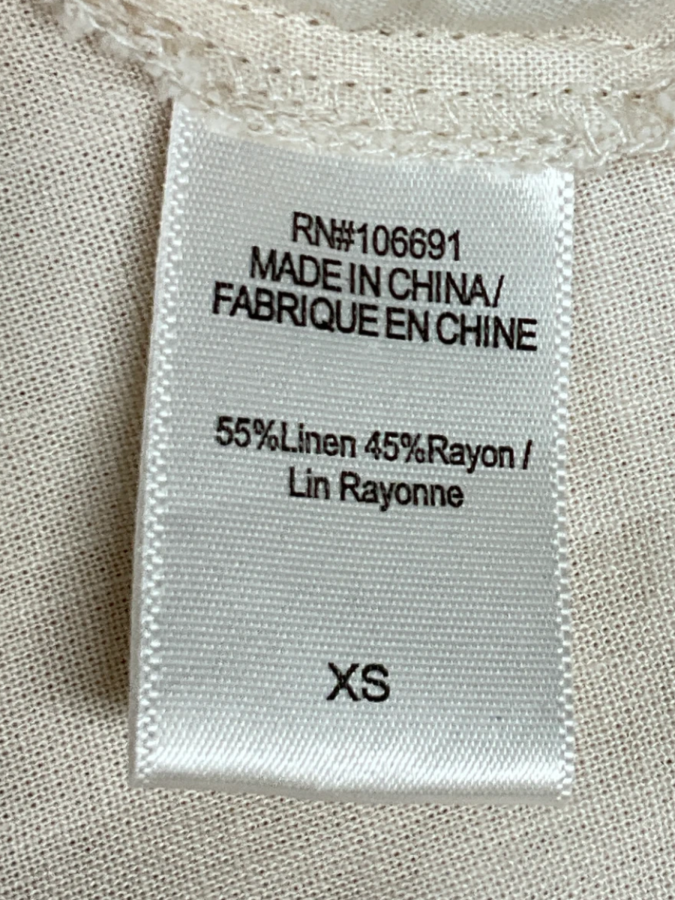 RN#106691
MADE IN CHINA/
FABRIQUE EN CHINE
55%Linen 45%Rayon /
Lin Rayonne
XS